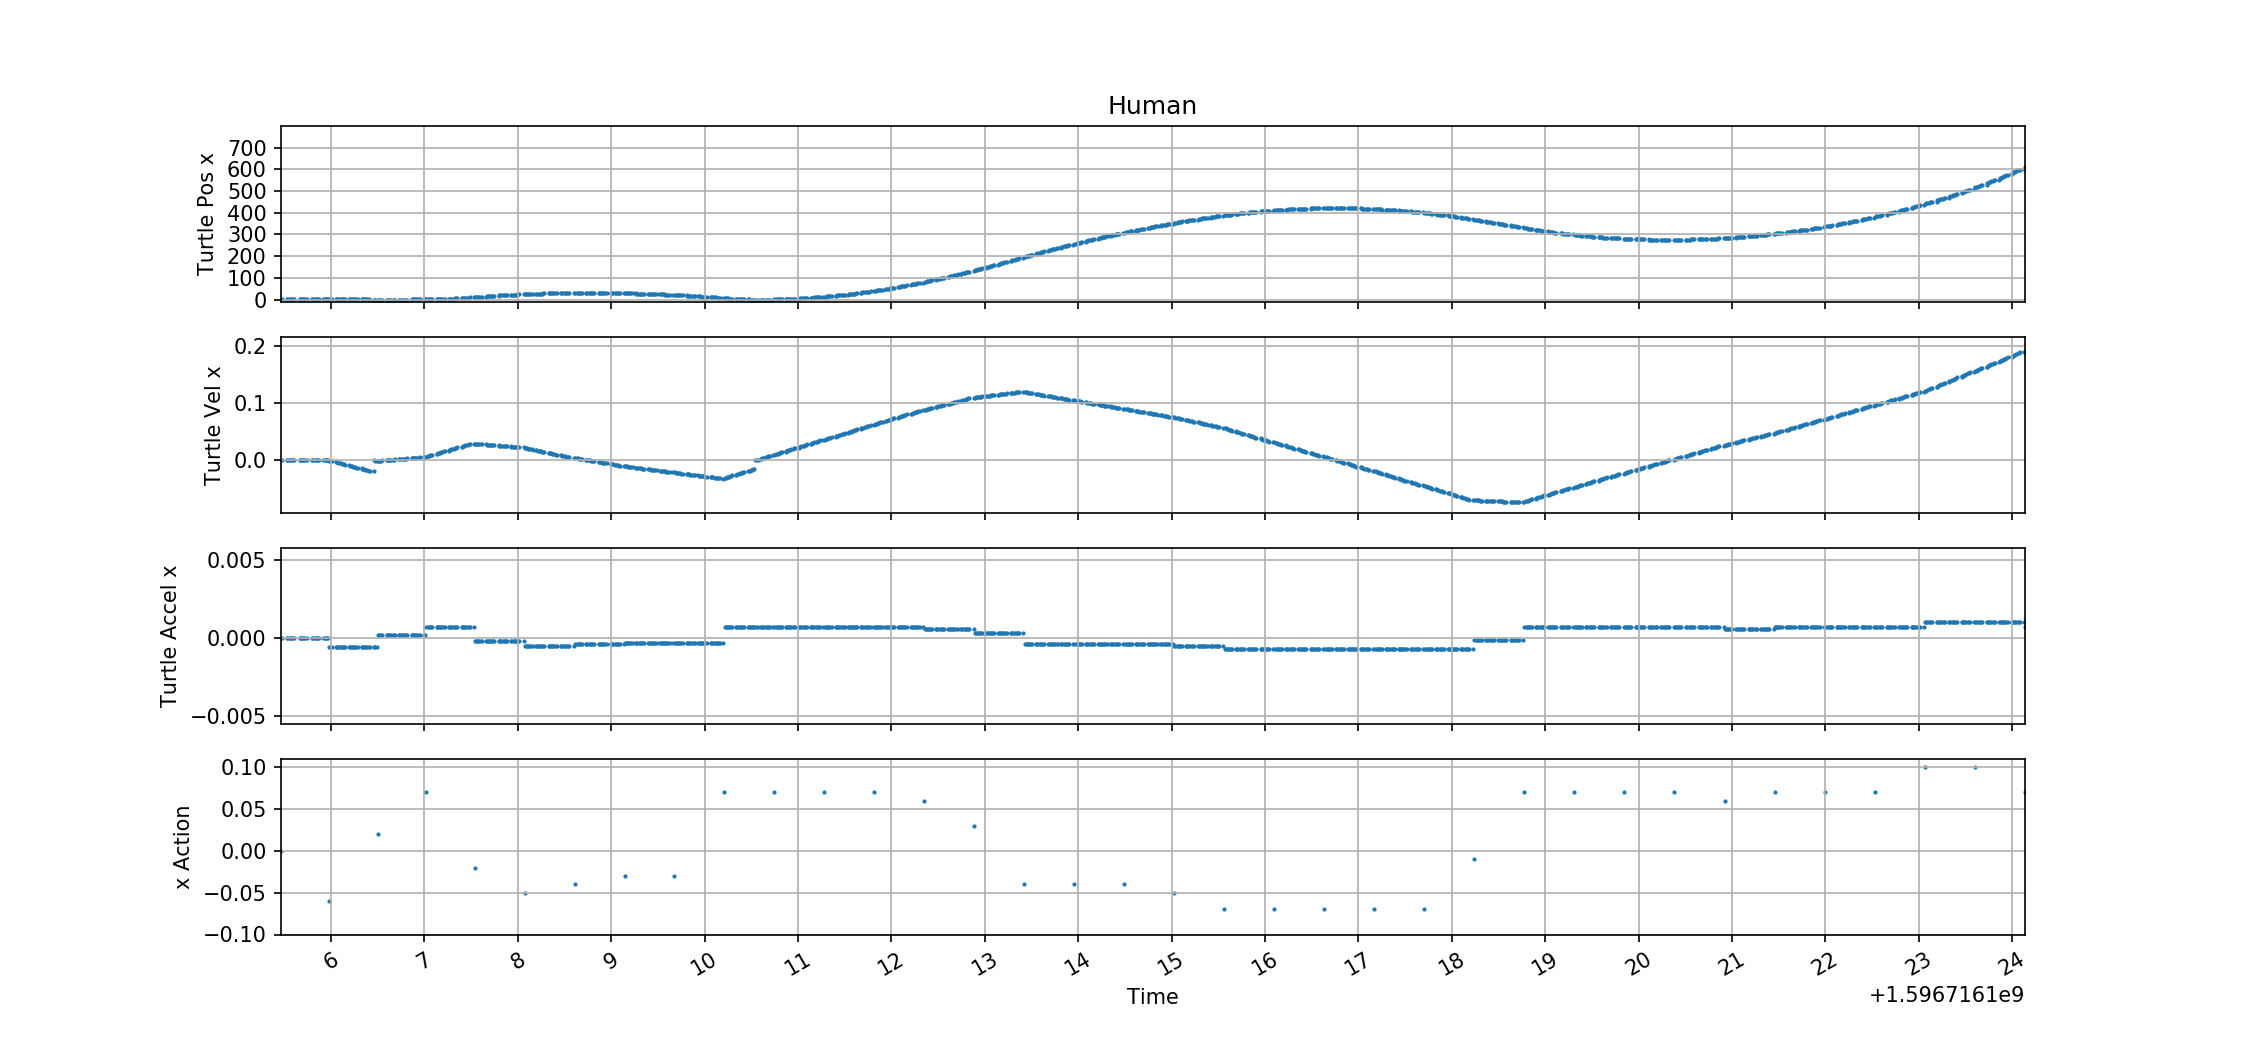 Human
Turtle Pos x
700
600
500
400
300
200
100
0
Turtle Vel x
0.2
0.1
0.0
Turtle Accel x
0.005
0.000
−0.005
x Action
0.10
0.05
0.00
−0.05
−0.10
6 7 8 9 10 11 12 13 14 15 16 17 18 19 20 21 22 23 24
Time
+1.5967161e9